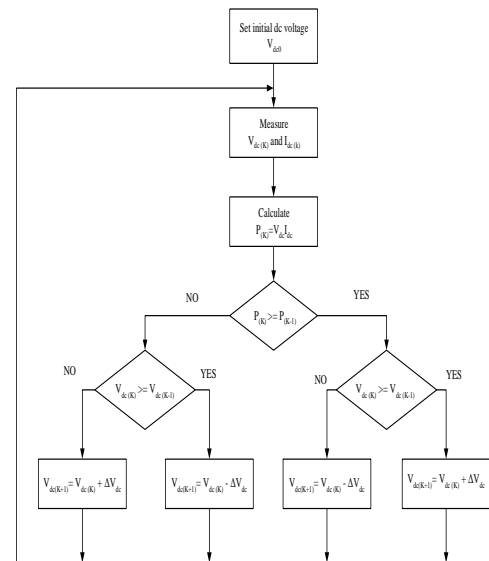 Set initial dc voltage
V_dc0
Measure
V_dc (K) and I_dc (k)
Calculate
P_(K)=V_dc I_dc
NO
YES
P_(K) >= P_(K-1)
NO
YES
NO
YES
V_dc (K) >= V_dc (K-1)
V_dc (K) >= V_dc (K-1)
V_dc(K+1)= V_dc (K) + ΔV_dc
V_dc(K+1)= V_dc (K) - ΔV_dc
V_dc(K+1)= V_dc (K) - ΔV_dc
V_dc(K+1)= V_dc (K) + ΔV_dc